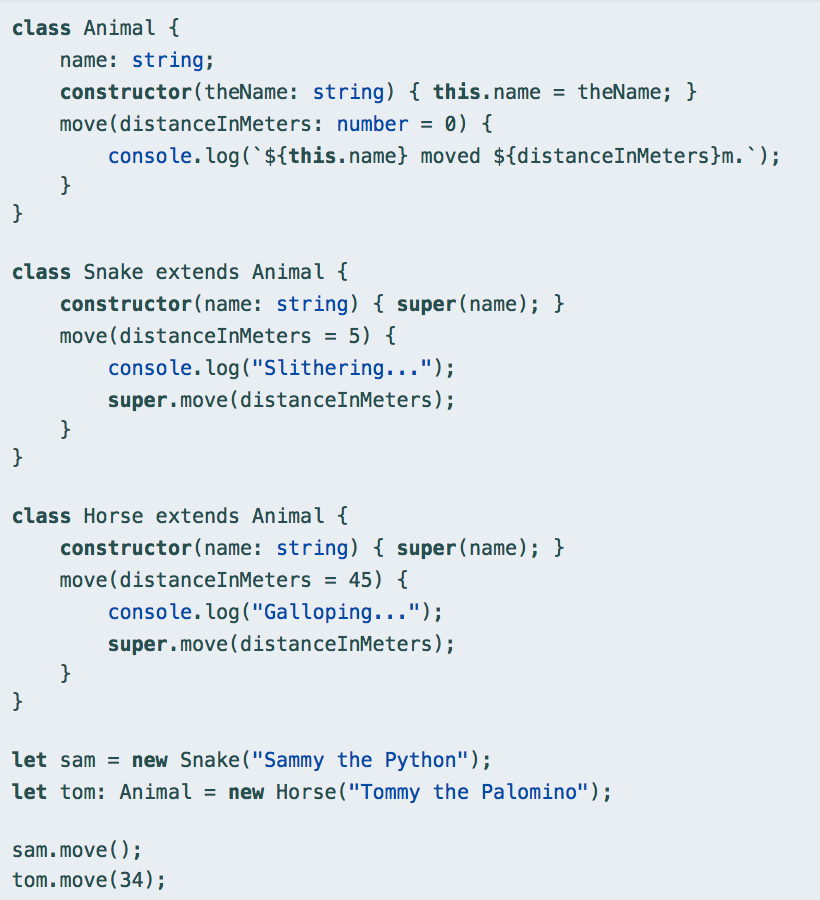 class Animal {
    name: string;
    constructor(theName: string) { this.name = theName; }
    move(distanceInMeters: number = 0) {
        console.log(`${this.name} moved ${distanceInMeters}m.`);
    }
}

class Snake extends Animal {
    constructor(name: string) { super(name); }
    move(distanceInMeters = 5) {
        console.log("Slithering...");
        super.move(distanceInMeters);
    }
}

class Horse extends Animal {
    constructor(name: string) { super(name); }
    move(distanceInMeters = 45) {
        console.log("Galloping...");
        super.move(distanceInMeters);
    }
}

let sam = new Snake("Sammy the Python");
let tom: Animal = new Horse("Tommy the Palomino");

sam.move();
tom.move(34);